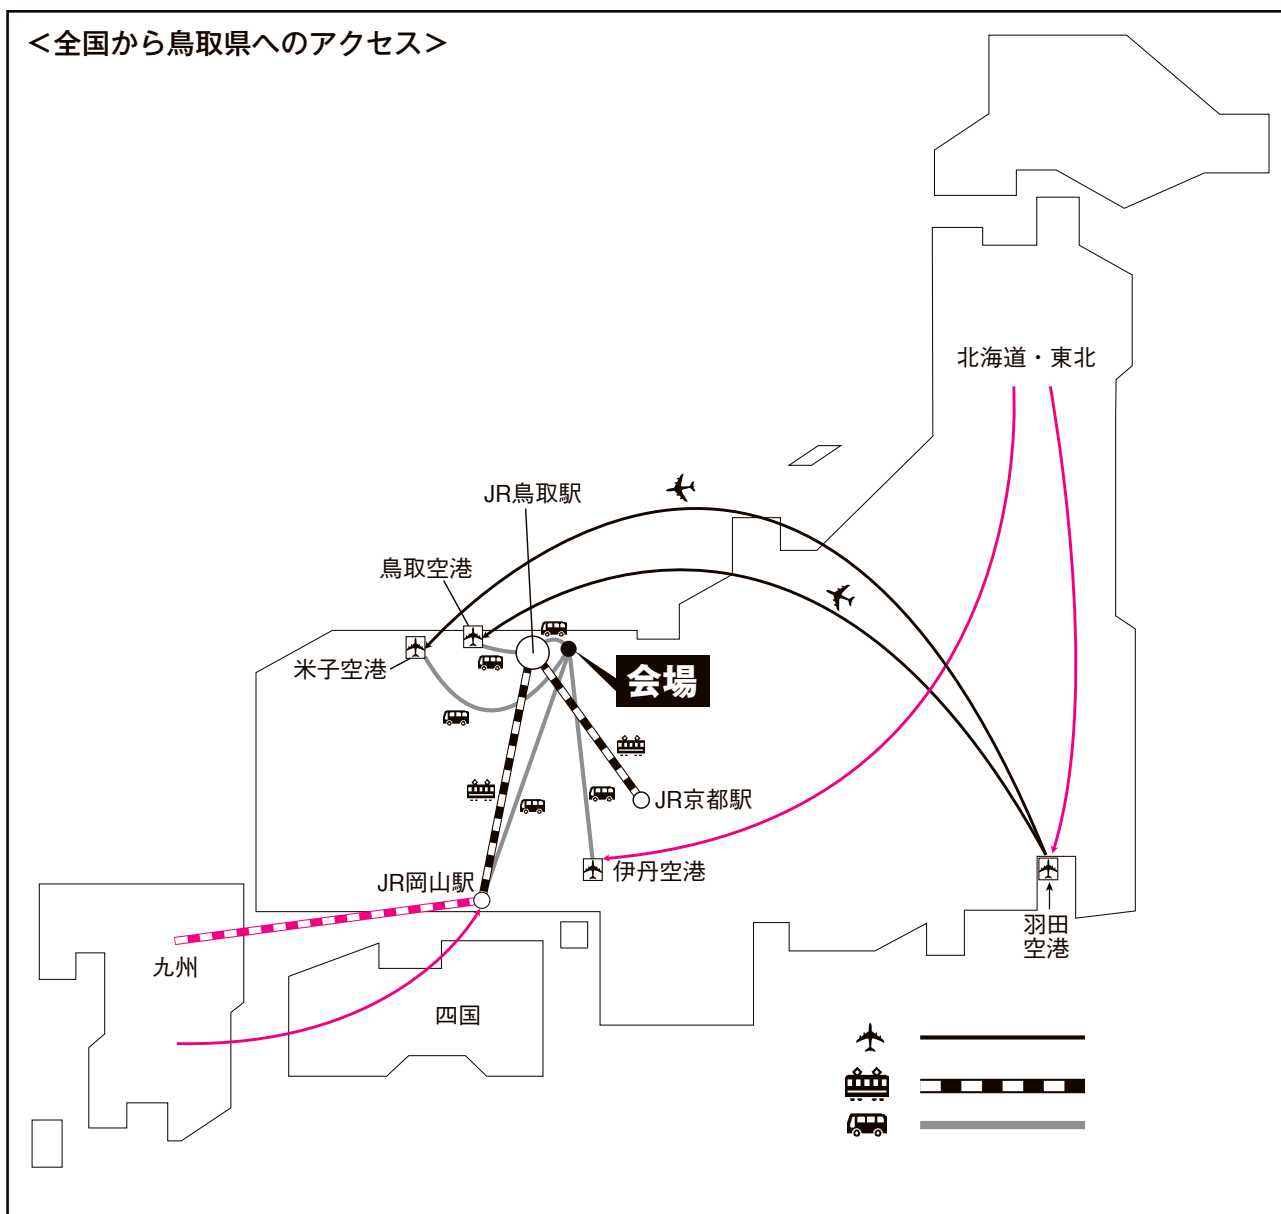 ＜全国から鳥取県へのアクセス＞
北海道・東北
JR鳥取駅
鳥取空港
米子空港
会場
JR京都駅
伊丹空港
JR岡山駅
羽田
空港
九州
四国